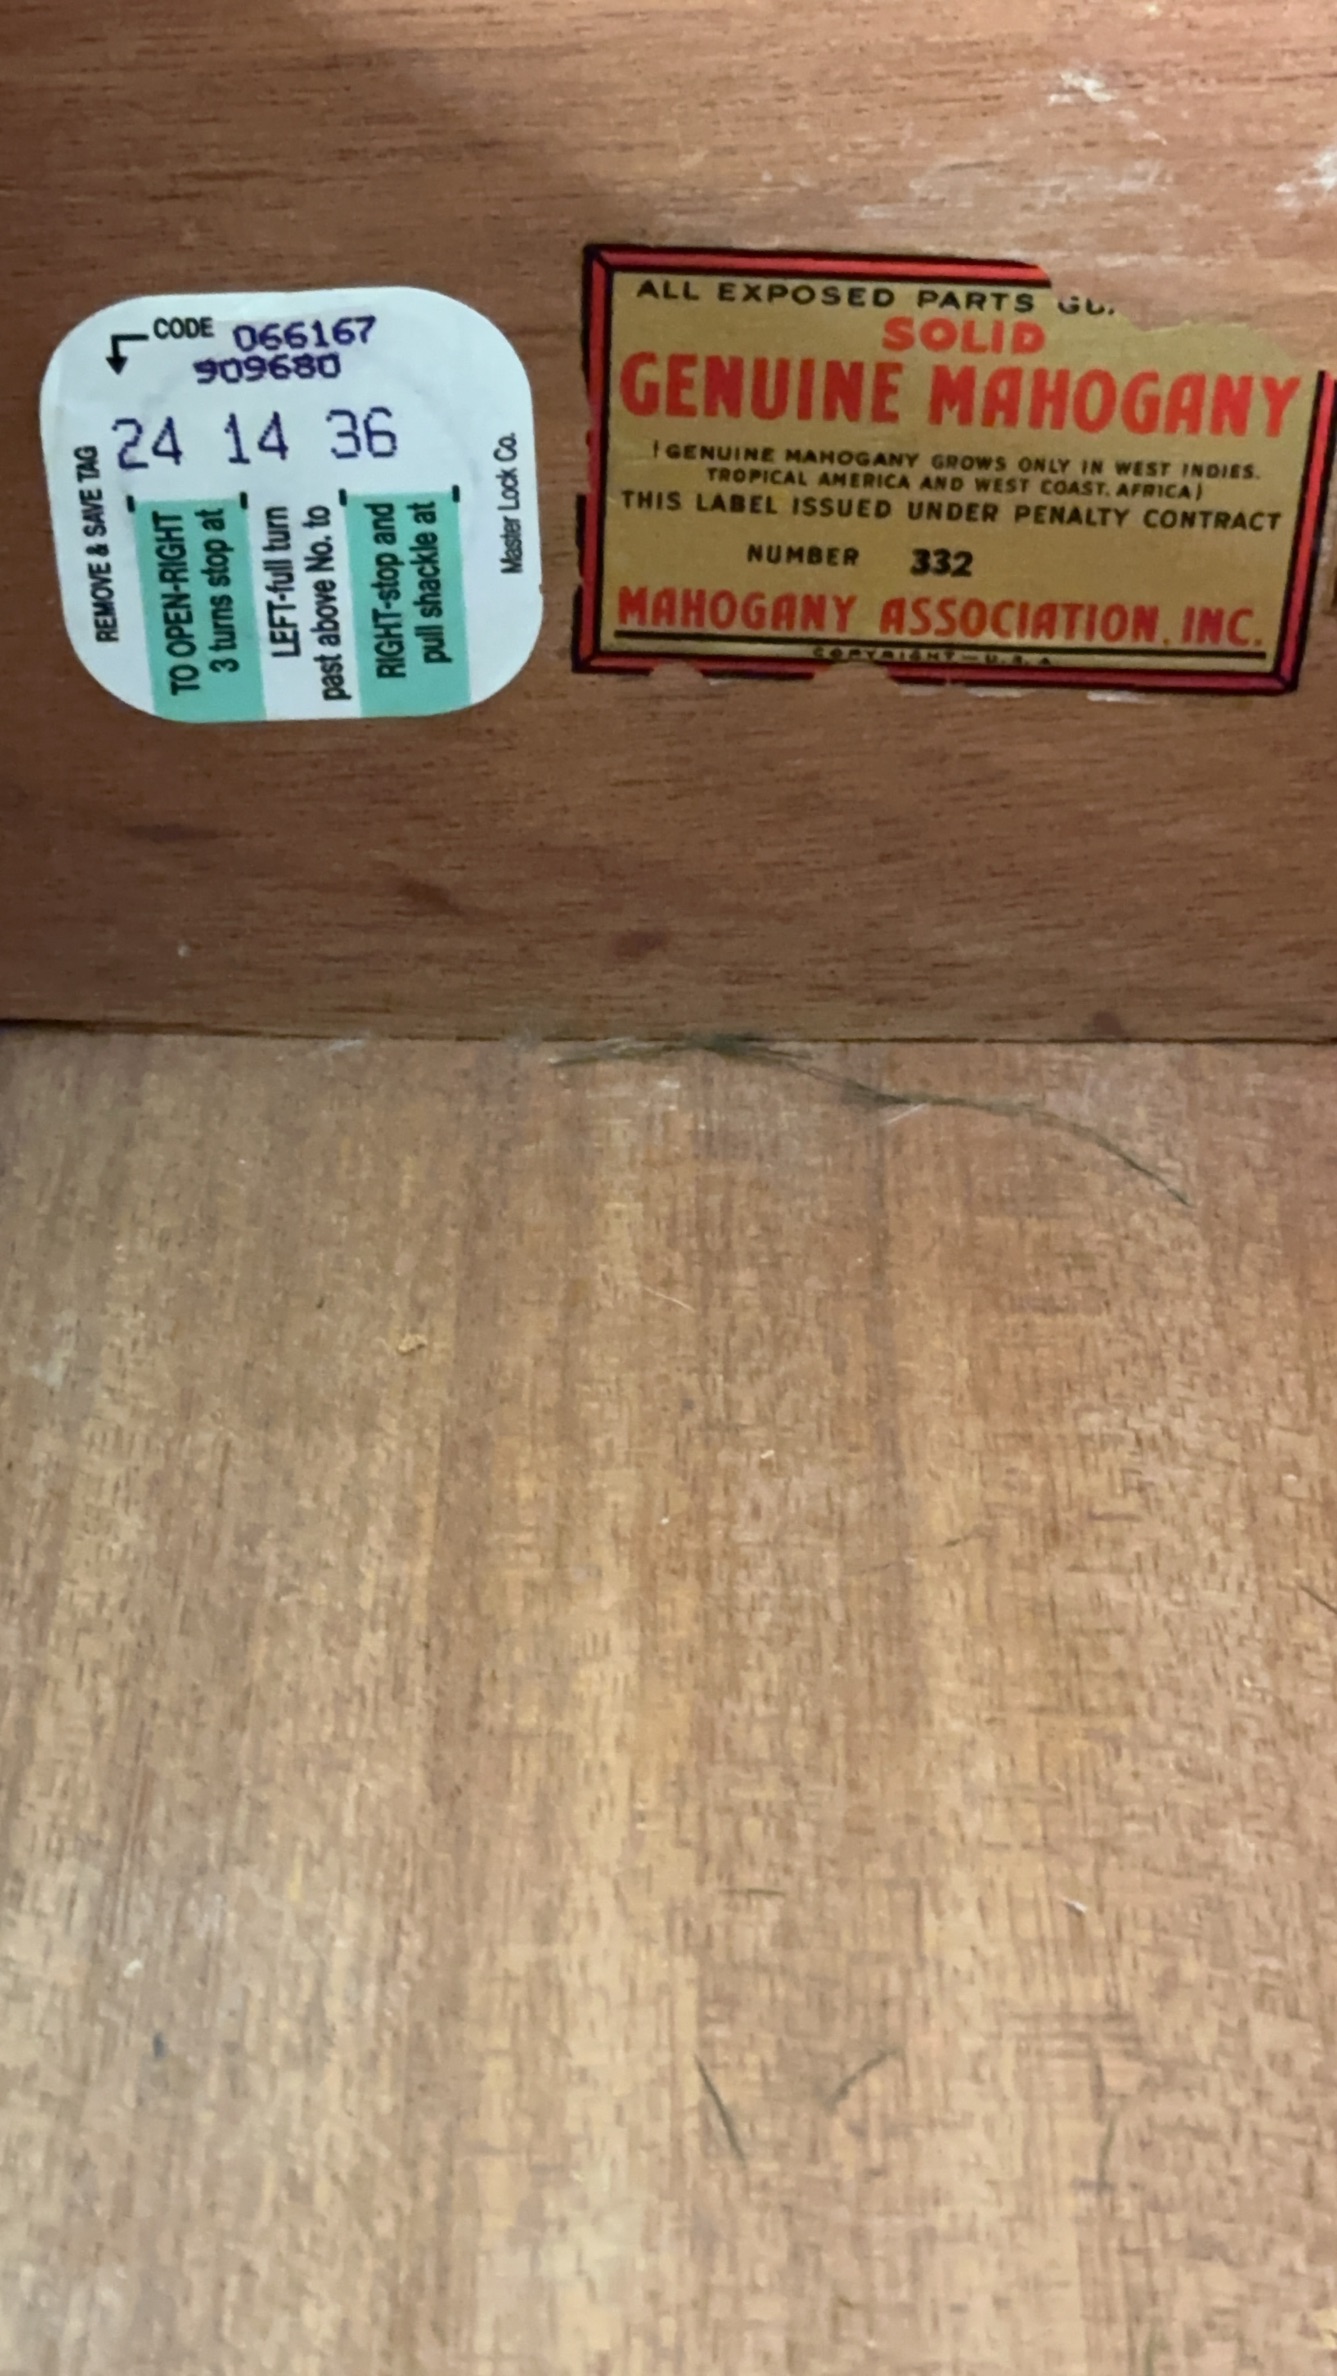 CODE 066167
909680
24 14 36
REMOVE & SAVE TAG
TO OPEN-RIGHT
3 turns stop at
LEFT-full turn
past above No. to
RIGHT-stop and
pull shackle at
Master Lock Co.
ALL EXPOSED PARTS
SOLID
GENUINE MAHOGANY
(GENUINE MAHOGANY GROWS ONLY IN WEST INDIES.
TROPICAL AMERICA AND WEST COAST, AFRICA)
THIS LABEL ISSUED UNDER PENALTY CONTRACT
NUMBER 332
MAHOGANY ASSOCIATION, INC.
COPYRIGHT-U.S.A